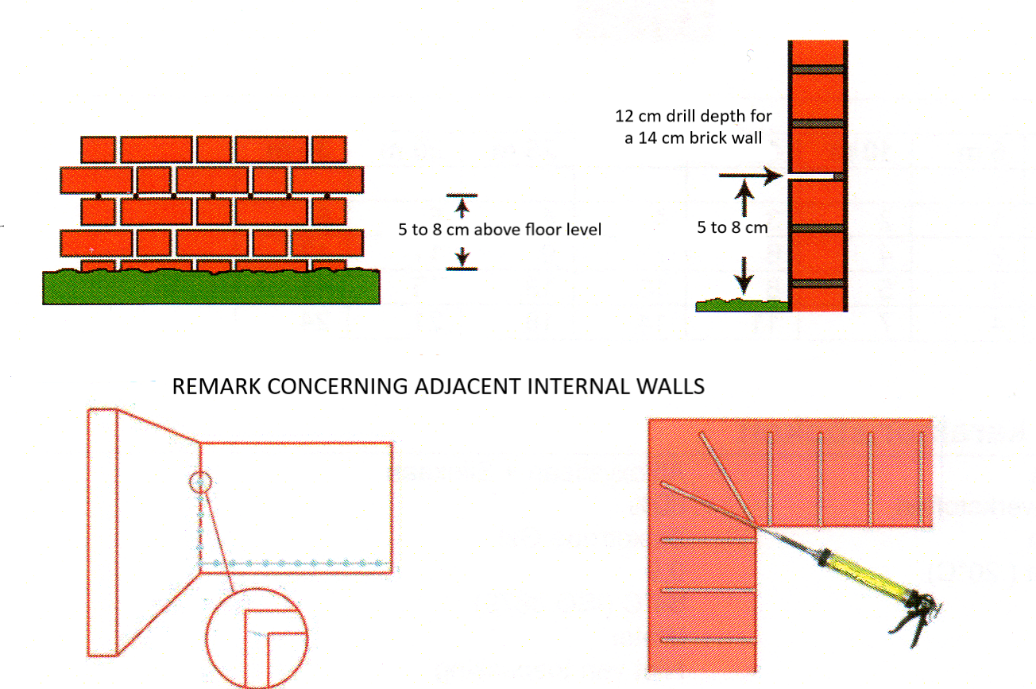 12 cm drill depth for
a 14 cm brick wall
5 to 8 cm above floor level
5 to 8 cm
REMARK CONCERNING ADJACENT INTERNAL WALLS